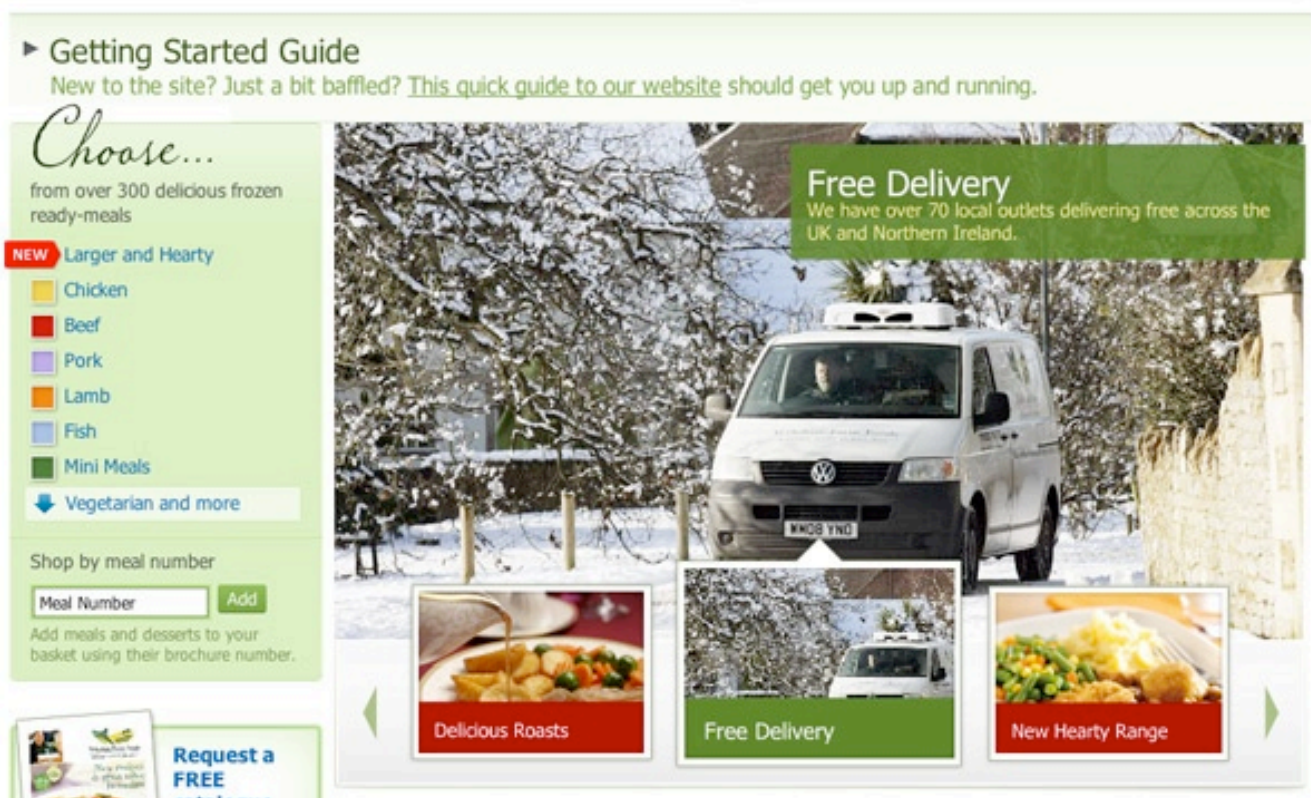 Getting Started Guide
New to the site? Just a bit baffled? This quick guide to our website should get you up and running.
Choose...
from over 300 delicious frozen
ready-meals
NEW Larger and Hearty
Chicken
Beef
Pork
Lamb
Fish
Mini Meals
Vegetarian and more
Shop by meal number
Meal Number Add
Add meals and desserts to your
basket using their brochure number.
Request a
FREE
Free Delivery
We have over 70 local outlets delivering free across the
UK and Northern Ireland.
WM08 YNO
Delicious Roasts
Free Delivery
New Hearty Range